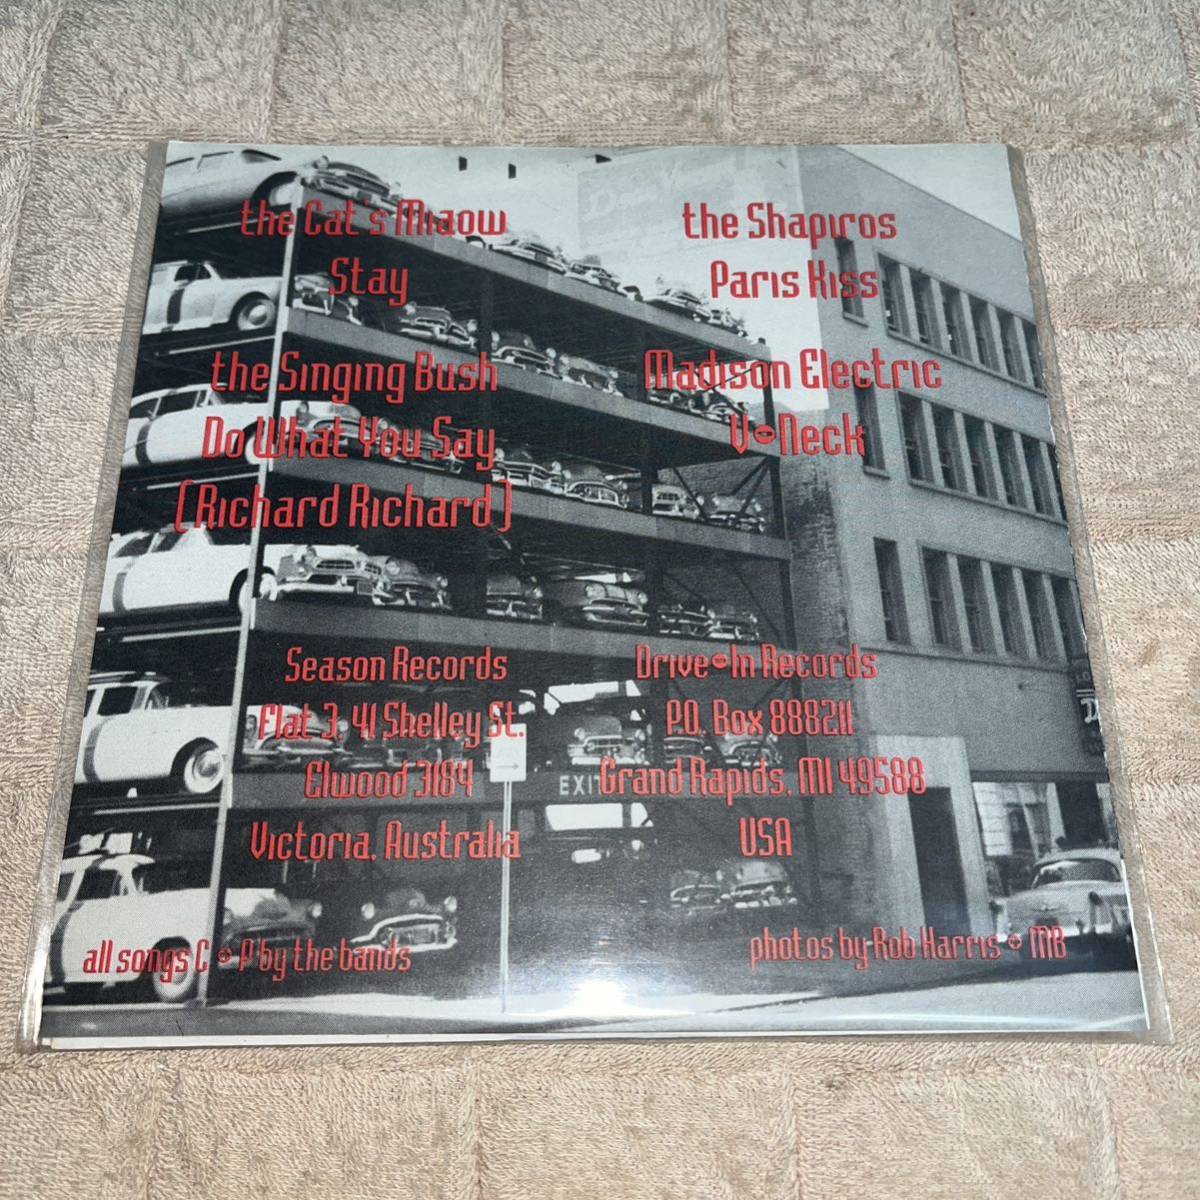 the Cat's Miaow
Stay
the Singing Bush
Do What You Say
(Richard Richard)
the Shapiros
Paris Kiss
Madison Electric
V-Neck
Season Records
Flat 3, 41 Shelley St.
Elwood 3184
Victoria, Australia
Drive-In Records
P.O. Box 888211
Grand Rapids, MI 49588
USA
EXIT
all songs C + P by the bands
photos by Rob Harris + MB